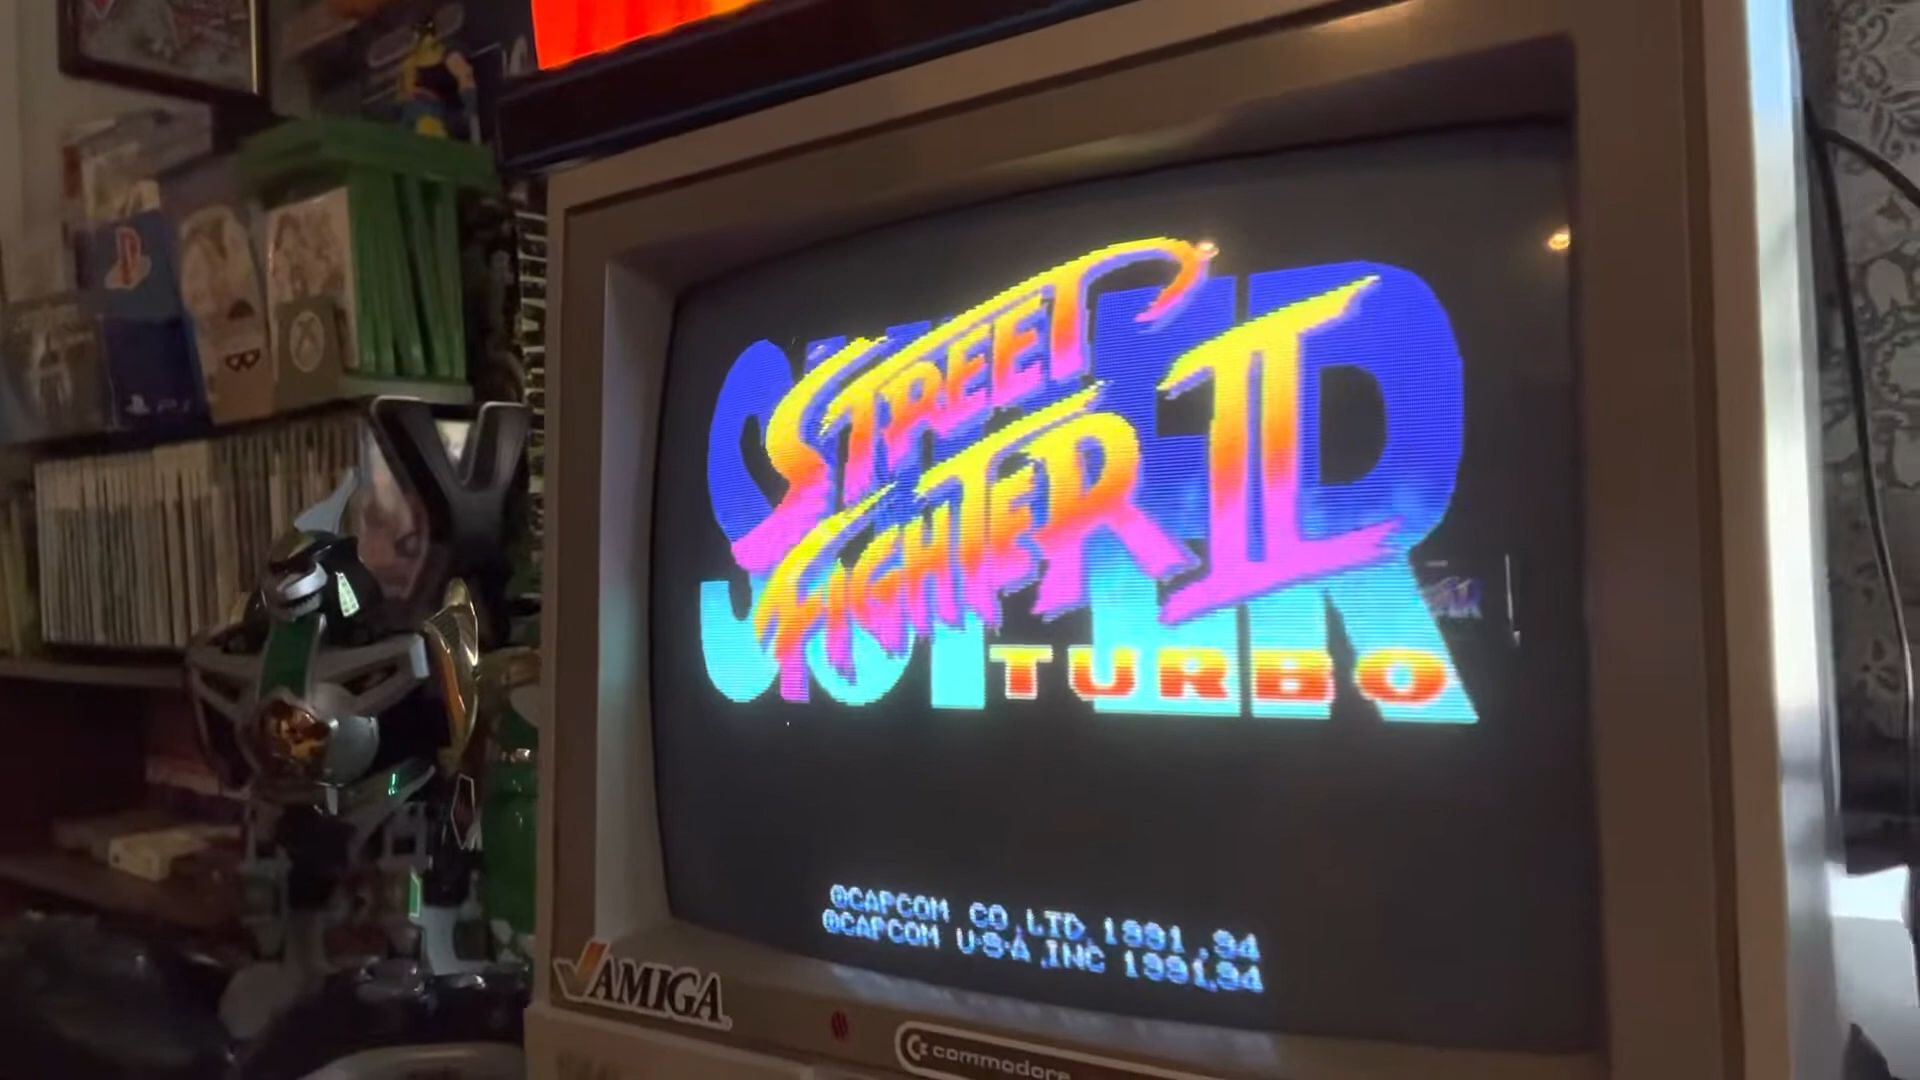 SUPER
STREET
FIGHTER II
TURBO
©CAPCOM CO.,LTD. 1991,94
©CAPCOM U.S.A.,INC 1991,94
AMIGA
commodore